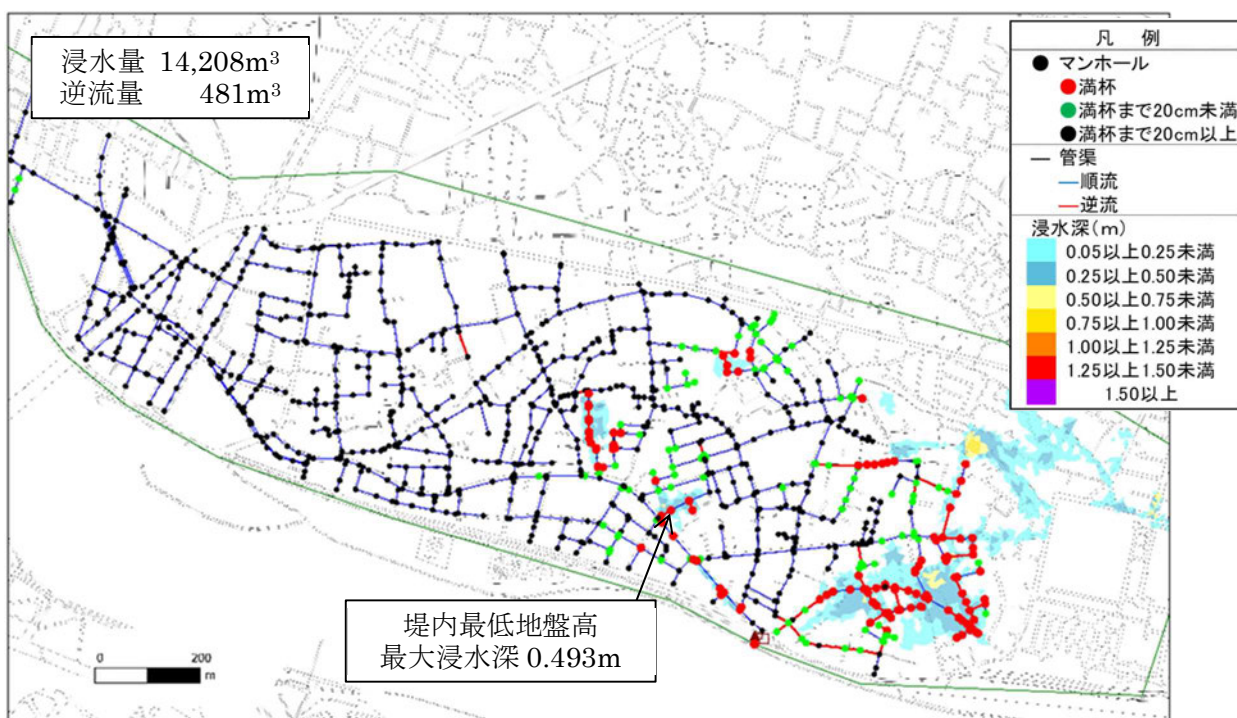 浸水量 14,208m³
逆流量 481m³
凡 例
マンホール
満杯
満杯まで20cm未満
満杯まで20cm以上
管渠
順流
逆流
浸水深(m)
0.05以上0.25未満
0.25以上0.50未満
0.50以上0.75未満
0.75以上1.00未満
1.00以上1.25未満
1.25以上1.50未満
1.50以上
堤内最低地盤高
最大浸水深 0.493m
0 200
m